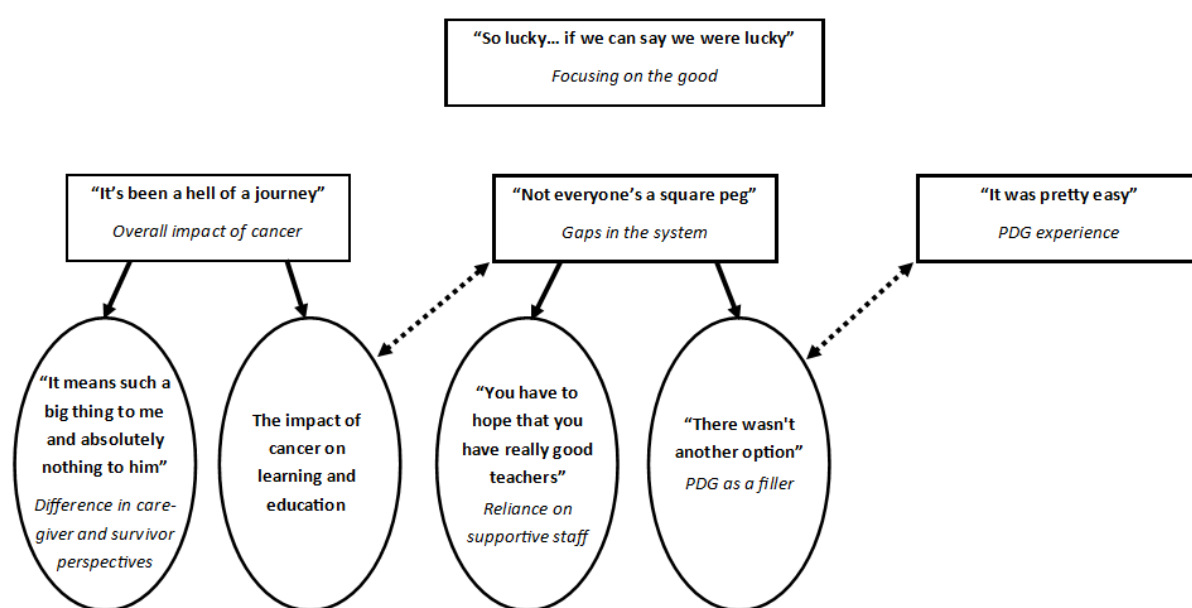 “So lucky... if we can say we were lucky”
Focusing on the good
“It’s been a hell of a journey”
Overall impact of cancer
“Not everyone’s a square peg”
Gaps in the system
“It was pretty easy”
PDG experience
“It means such a
big thing to me
and absolutely
nothing to him”
Difference in care-
giver and survivor
perspectives
The impact of
cancer on
learning and
education
“You have to
hope that you
have really good
teachers”
Reliance on
supportive staff
“There wasn't
another option”
PDG as a filler